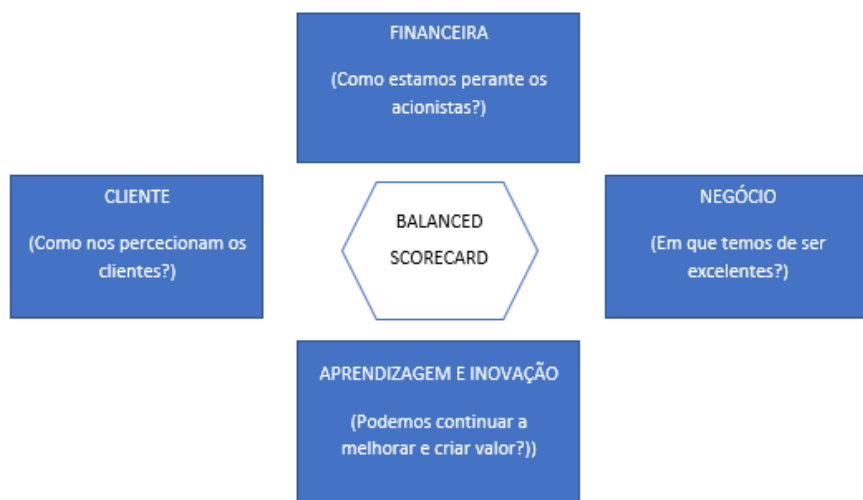 FINANCEIRA
(Como estamos perante os
acionistas?)
CLIENTE
(Como nos percecionam os
clientes?)
BALANCED
SCORECARD
NEGÓCIO
(Em que temos de ser
excelentes?)
APRENDIZAGEM E INOVAÇÃO
(Podemos continuar a
melhorar e criar valor?))